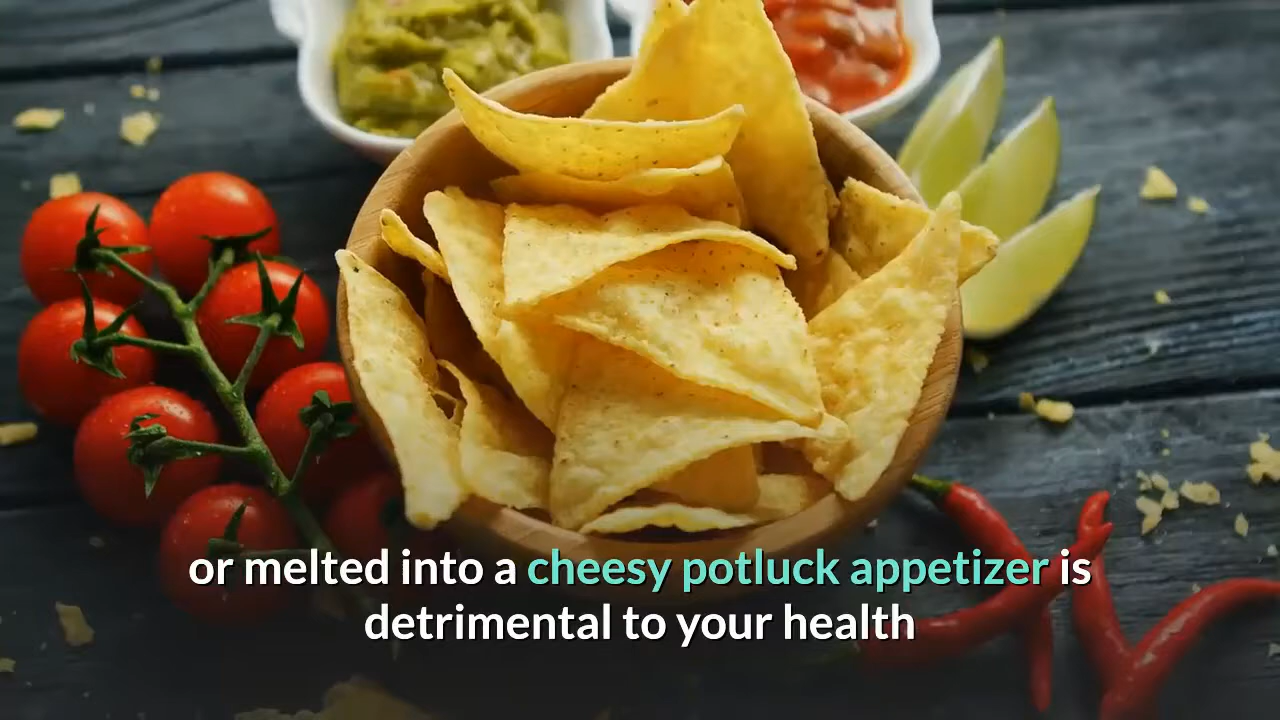 or melted into a cheesy potluck appetizer is
detrimental to your health